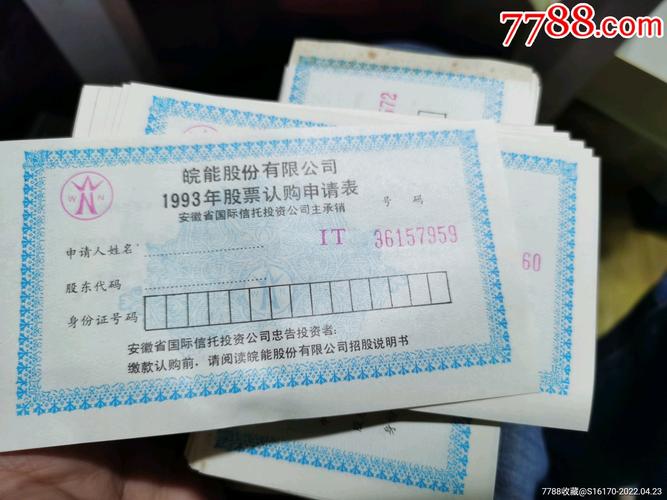 7788.com
572
皖能股份有限公司
1993年股票认购申请表
安徽省国际信托投资公司主承销
号 码
W N
IT 36157959
申请人姓名
股东代码
身份证号码
安徽省国际信托投资公司忠告投资者:
缴款认购前,请阅读皖能股份有限公司招股说明书
60
7788收藏@S16170-2022.04.23